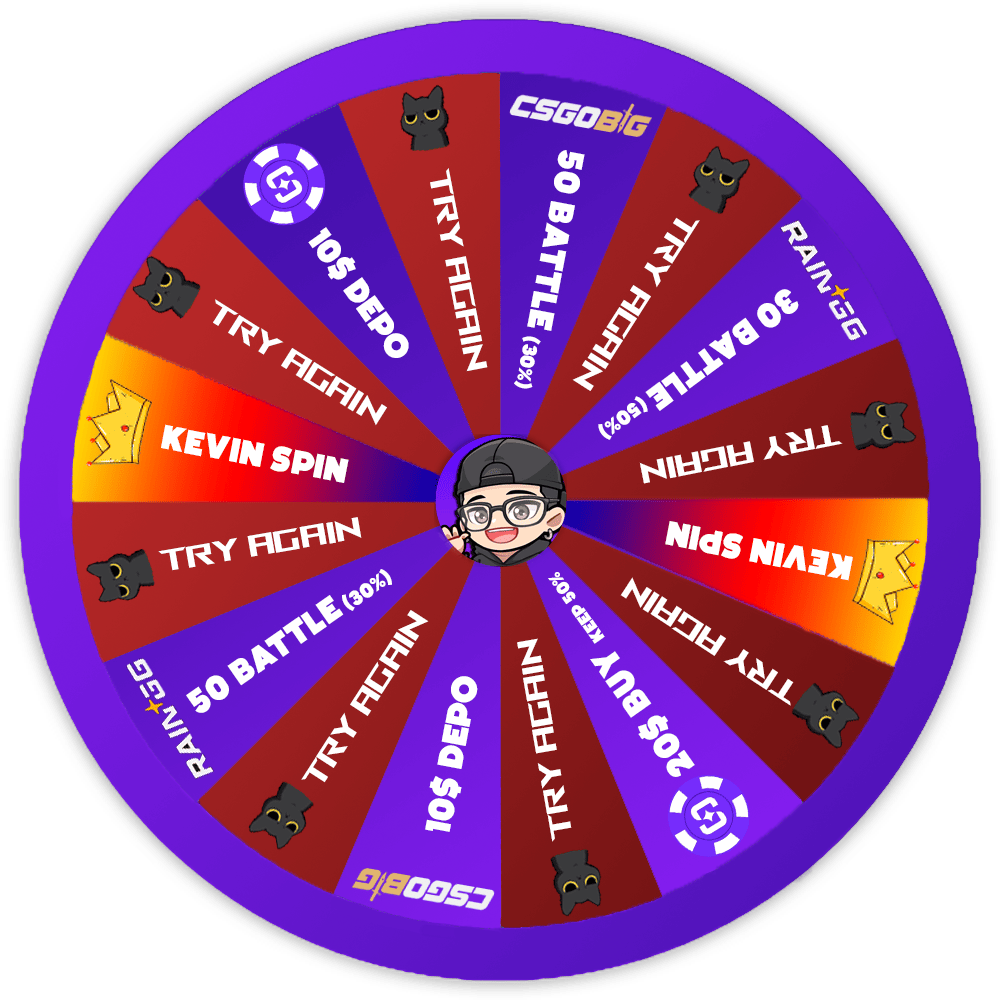 CSGOBIG
50 BATTLE (30%)
TRY AGAIN
RAIN GG
30 BATTLE (50%)
TRY AGAIN
KEVIN SPIN
TRY AGAIN
20$ BUY KEEP 50%
TRY AGAIN
CSGOBIG
10$ DEPO
TRY AGAIN
RAIN GG
50 BATTLE (30%)
TRY AGAIN
KEVIN SPIN
TRY AGAIN
10$ DEPO
TRY AGAIN